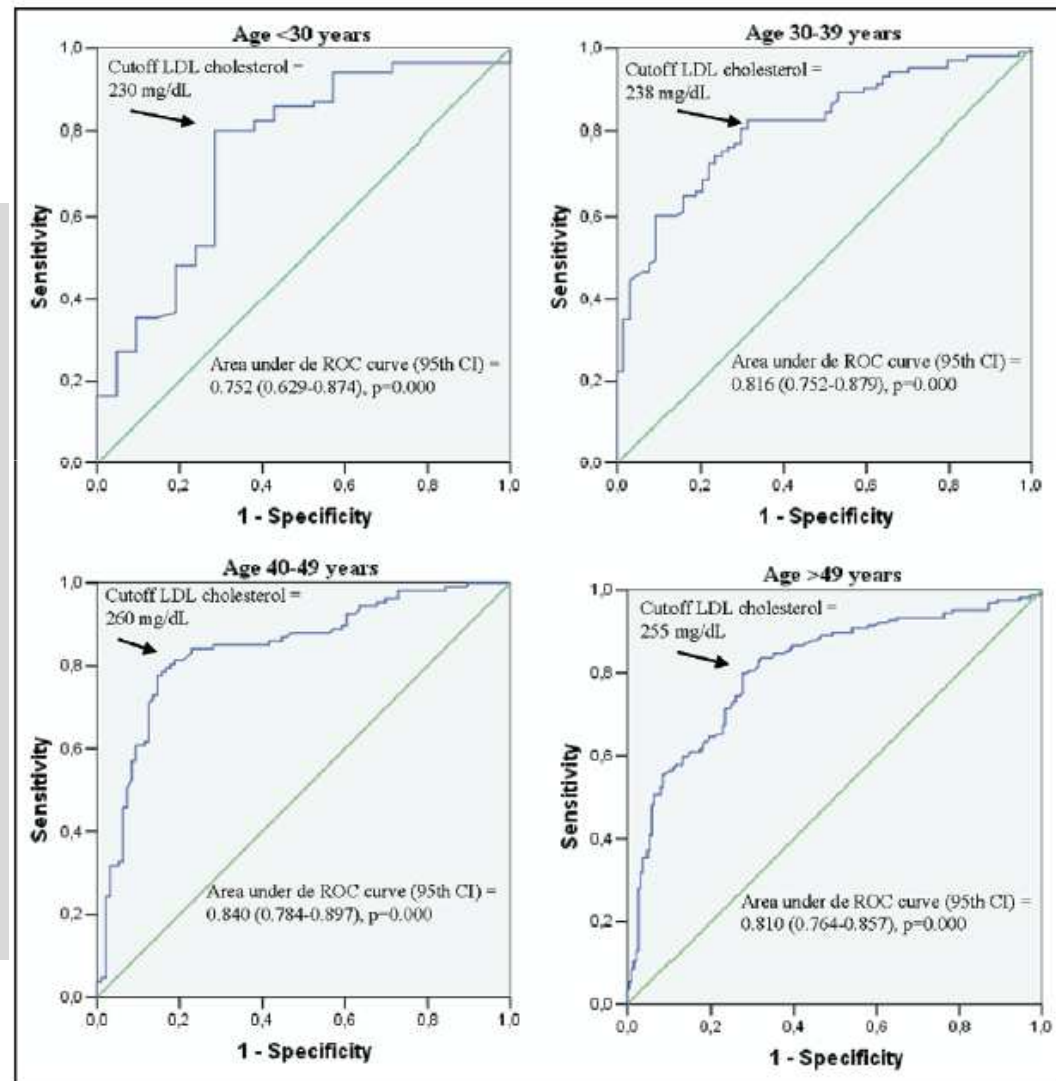 Age <30 years
Cutoff LDL cholesterol =
230 mg/dL
1,0
0,8
0,6
0,4
0,2
0,0
Sensitivity
Area under de ROC curve (95th CI) =
0.752 (0.629-0.874), p=0.000
0,0 0,2 0,4 0,6 0,8 1,0
1 - Specificity
Age 30-39 years
Cutoff LDL cholesterol =
238 mg/dL
1,0
0,8
0,6
0,4
0,2
0,0
Sensitivity
Area under de ROC curve (95th CI) =
0.816 (0.752-0.879), p=0.000
0,0 0,2 0,4 0,6 0,8 1,0
1 - Specificity
Age 40-49 years
Cutoff LDL cholesterol =
260 mg/dL
1,0
0,8
0,6
0,4
0,2
0,0
Sensitivity
Area under de ROC curve (95th CI) =
0.840 (0.784-0.897), p=0.000
0,0 0,2 0,4 0,6 0,8 1,0
1 - Specificity
Age >49 years
Cutoff LDL cholesterol =
255 mg/dL
1,0
0,8
0,6
0,4
0,2
0,0
Sensitivity
Area under de ROC curve (95th CI) =
0.810 (0.764-0.857), p=0.000
0,0 0,2 0,4 0,6 0,8 1,0
1 - Specificity